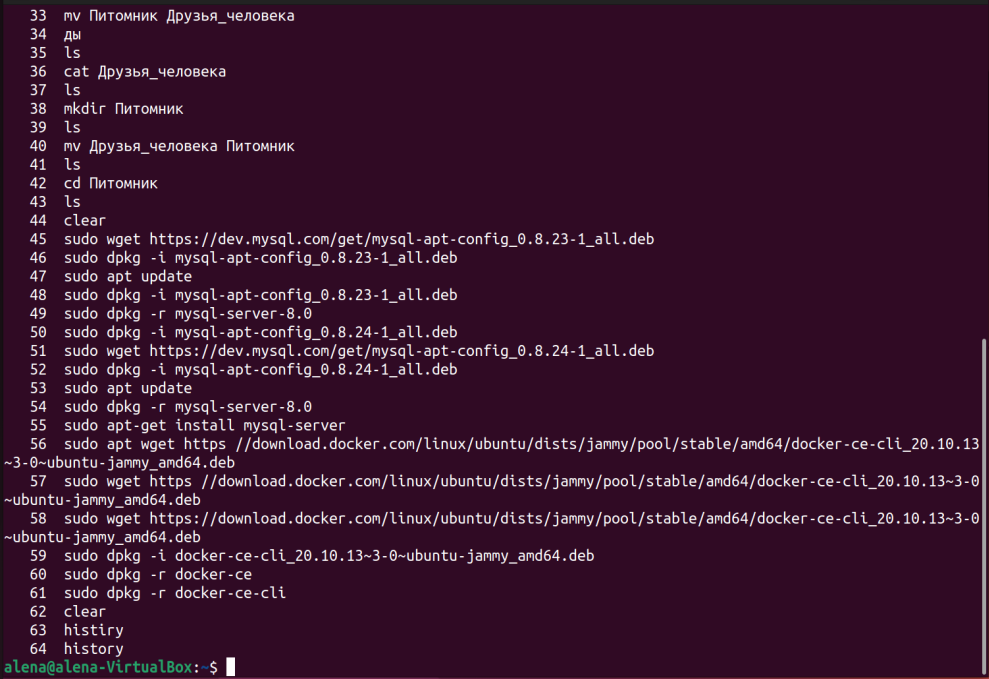 33 mv Питомник Друзья_человека
34 ды
35 ls
36 cat Друзья_человека
37 ls
38 mkdir Питомник
39 ls
40 mv Друзья_человека Питомник
41 ls
42 cd Питомник
43 ls
44 clear
45 sudo wget https://dev.mysql.com/get/mysql-apt-config_0.8.23-1_all.deb
46 sudo dpkg -i mysql-apt-config_0.8.23-1_all.deb
47 sudo apt update
48 sudo dpkg -i mysql-apt-config_0.8.23-1_all.deb
49 sudo dpkg -r mysql-server-8.0
50 sudo dpkg -i mysql-apt-config_0.8.24-1_all.deb
51 sudo wget https://dev.mysql.com/get/mysql-apt-config_0.8.24-1_all.deb
52 sudo dpkg -i mysql-apt-config_0.8.24-1_all.deb
53 sudo apt update
54 sudo dpkg -r mysql-server-8.0
55 sudo apt-get install mysql-server
56 sudo apt wget https //download.docker.com/linux/ubuntu/dists/jammy/pool/stable/amd64/docker-ce-cli_20.10.13
~3-0~ubuntu-jammy_amd64.deb
57 sudo wget https //download.docker.com/linux/ubuntu/dists/jammy/pool/stable/amd64/docker-ce-cli_20.10.13~3-0
~ubuntu-jammy_amd64.deb
58 sudo wget https://download.docker.com/linux/ubuntu/dists/jammy/pool/stable/amd64/docker-ce-cli_20.10.13~3-0
~ubuntu-jammy_amd64.deb
59 sudo dpkg -i docker-ce-cli_20.10.13~3-0~ubuntu-jammy_amd64.deb
60 sudo dpkg -r docker-ce
61 sudo dpkg -r docker-ce-cli
62 clear
63 histiry
64 history
alena@alena-VirtualBox:~$